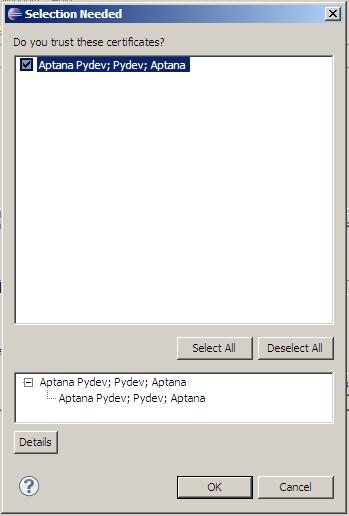 Selection Needed
Do you trust these certificates?
Aptana Pydev; Pydev; Aptana
Select All
Deselect All
Aptana Pydev; Pydev; Aptana
Aptana Pydev; Pydev; Aptana
Details
OK
Cancel